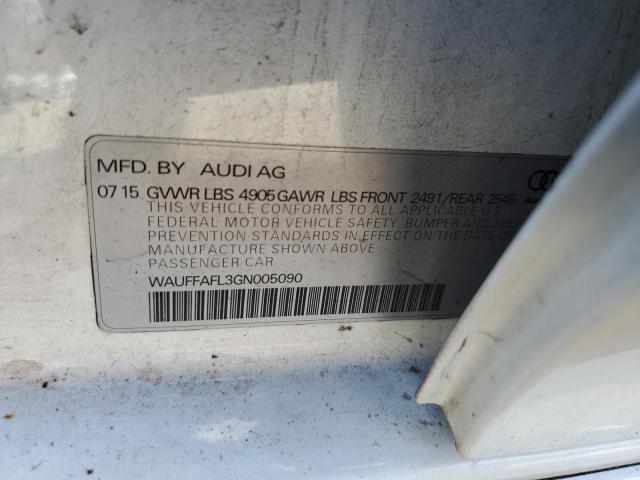 MFD. BY AUDI AG
07 15 GVWR LBS 4905 GAWR LBS FRONT 2491/REAR 2546
THIS VEHICLE CONFORMS TO ALL APPLICABLE U.S.
FEDERAL MOTOR VEHICLE SAFETY, BUMPER AND
PREVENTION STANDARDS IN EFFECT ON THE DATE OF
MANUFACTURE SHOWN ABOVE
PASSENGER CAR
WAUFFAFL3GN005090